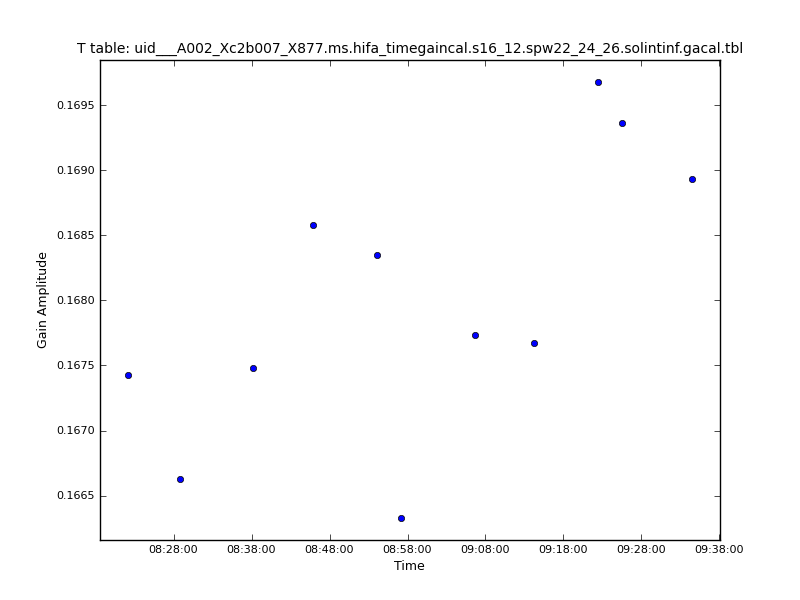 T table: uid___A002_Xc2b007_X877.ms.hifa_timegaincal.s16_12.spw22_24_26.solintinf.gacal.tbl
0.1695
0.1690
0.1685
0.1680
0.1675
0.1670
0.1665
Gain Amplitude
08:28:00 08:38:00 08:48:00 08:58:00 09:08:00 09:18:00 09:28:00 09:38:00
Time